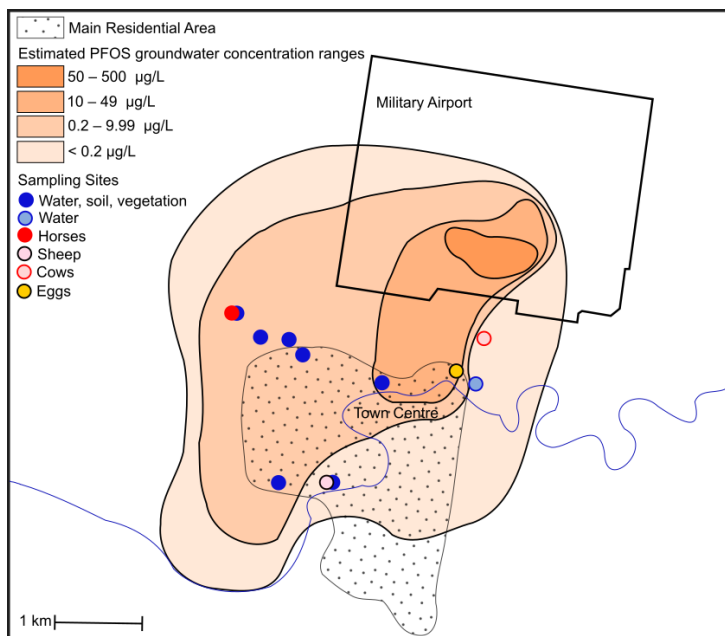 Main Residential Area
Estimated PFOS groundwater concentration ranges
50 – 500 µg/L
10 – 49 µg/L
0.2 – 9.99 µg/L
< 0.2 µg/L
Sampling Sites
Water, soil, vegetation
Water
Horses
Sheep
Cows
Eggs
Military Airport
Town Centre
1 km